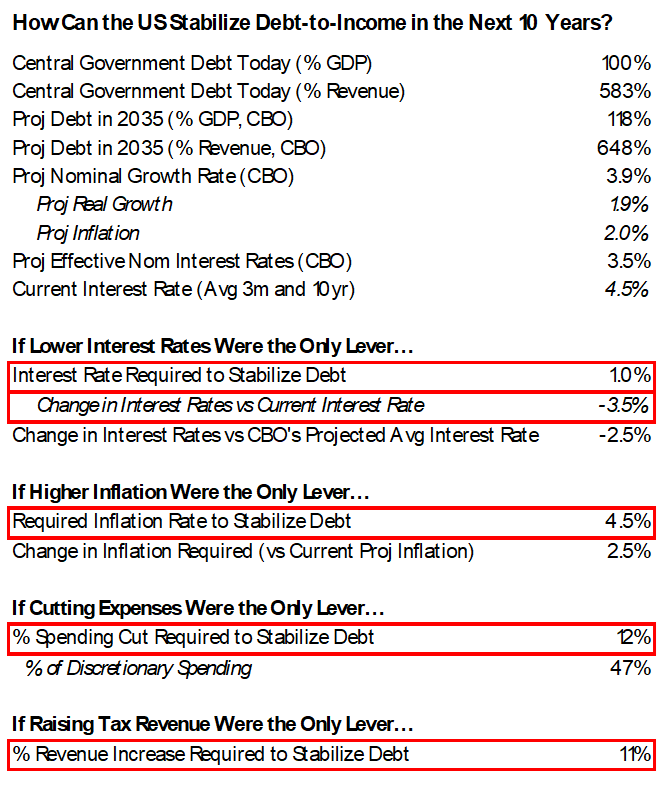 How Can the US Stabilize Debt-to-Income in the Next 10 Years?
Central Government Debt Today (% GDP) 100%
Central Government Debt Today (% Revenue) 583%
Proj Debt in 2035 (% GDP, CBO) 118%
Proj Debt in 2035 (% Revenue, CBO) 648%
Proj Nominal Growth Rate (CBO) 3.9%
Proj Real Growth 1.9%
Proj Inflation 2.0%
Proj Effective Nom Interest Rates (CBO) 3.5%
Current Interest Rate (Avg 3m and 10yr) 4.5%
If Lower Interest Rates Were the Only Lever…
Interest Rate Required to Stabilize Debt 1.0%
Change in Interest Rates vs Current Interest Rate -3.5%
Change in Interest Rates vs CBO's Projected Avg Interest Rate -2.5%
If Higher Inflation Were the Only Lever…
Required Inflation Rate to Stabilize Debt 4.5%
Change in Inflation Required (vs Current Proj Inflation) 2.5%
If Cutting Expenses Were the Only Lever…
% Spending Cut Required to Stabilize Debt 12%
% of Discretionary Spending 47%
If Raising Tax Revenue Were the Only Lever…
% Revenue Increase Required to Stabilize Debt 11%